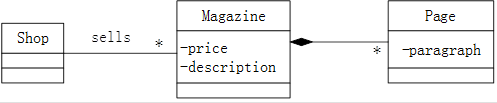 Magazine
Page
Shop
sells
*
-price
-description
*
-paragraph